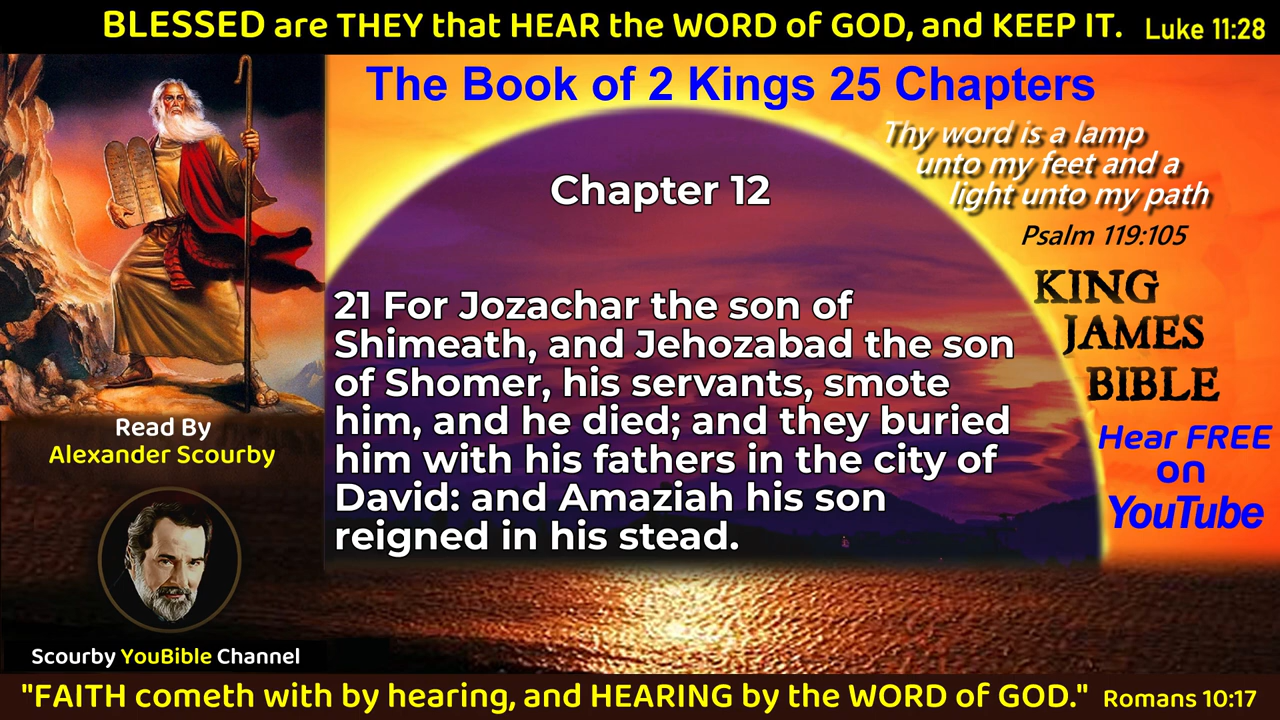 BLESSED are THEY that HEAR the WORD of GOD, and KEEP IT. Luke 11:28
The Book of 2 Kings 25 Chapters
Thy word is a lamp
unto my feet and a
light unto my path
Psalm 119:105
KING
JAMES
BIBLE
Hear FREE
on
YouTube
Chapter 12
21 For Jozachar the son of
Shimeath, and Jehozabad the son
of Shomer, his servants, smote
him, and he died; and they buried
him with his fathers in the city of
David: and Amaziah his son
reigned in his stead.
Read By
Alexander Scourby
Scourby YouBible Channel
"FAITH cometh with by hearing, and HEARING by the WORD of GOD." Romans 10:17